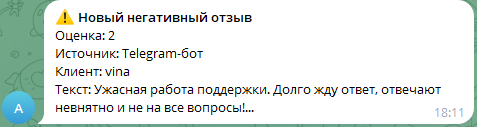 ⚠️ Новый негативный отзыв
Оценка: 2
Источник: Telegram-бот
Клиент: vina
Текст: Ужасная работа поддержки. Долго жду ответ, отвечают
невнятно и не на все вопросы!...
A
18:11